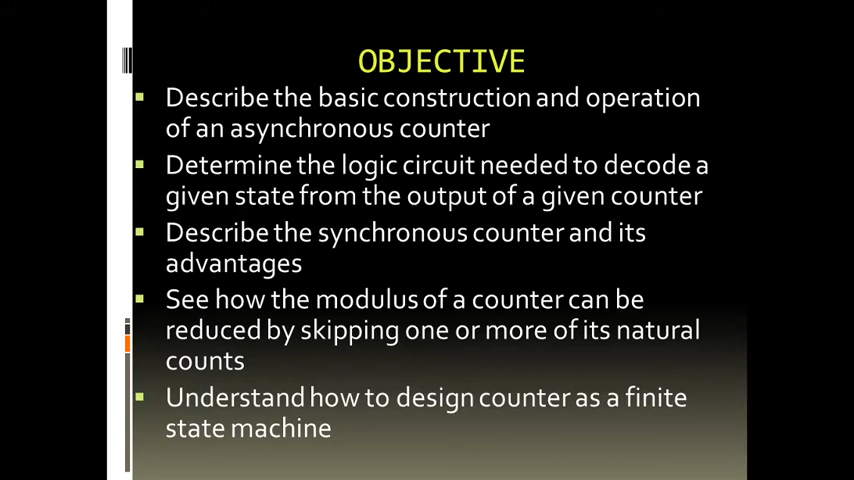 OBJECTIVE
Describe the basic construction and operation
of an asynchronous counter
Determine the logic circuit needed to decode a
given state from the output of a given counter
Describe the synchronous counter and its
advantages
See how the modulus of a counter can be
reduced by skipping one or more of its natural
counts
Understand how to design counter as a finite
state machine